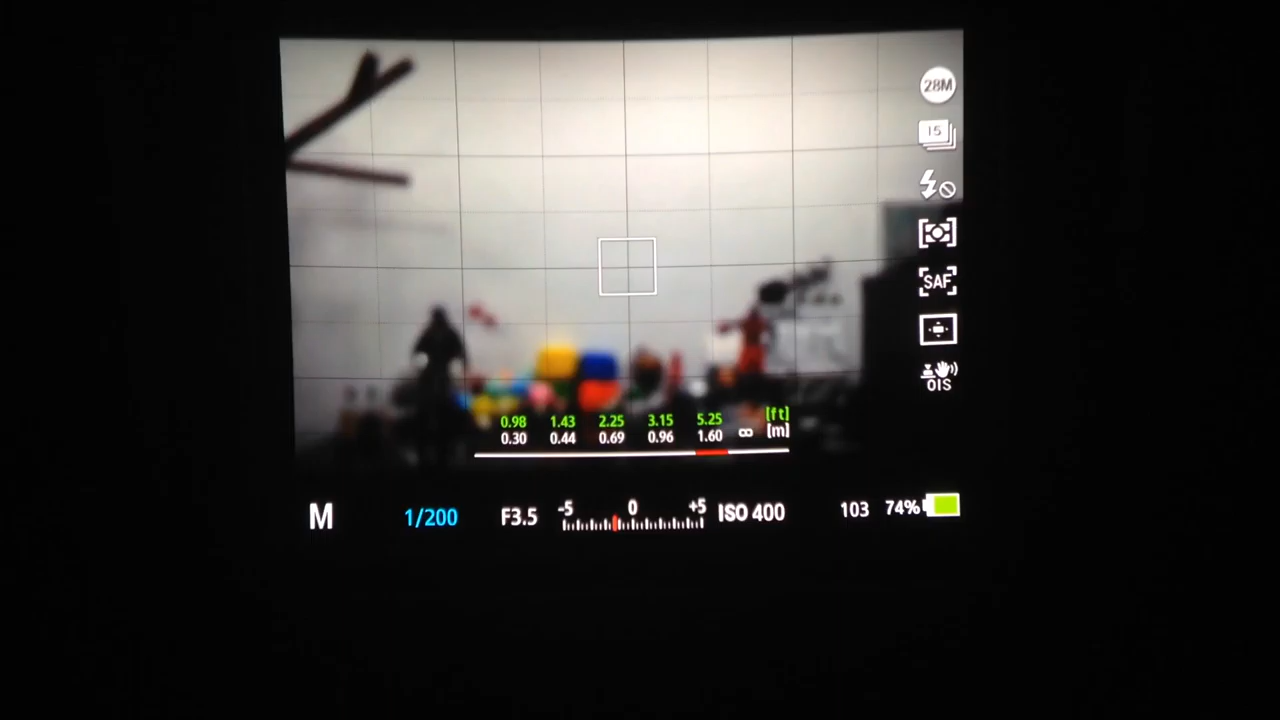 28M
15
SAF
OIS
0.98 1.43 2.25 3.15 5.25 [ft]
0.30 0.44 0.69 0.96 1.60 ∞ [m]
M 1/200 F3.5 -5 0 +5 ISO 400 103 74%